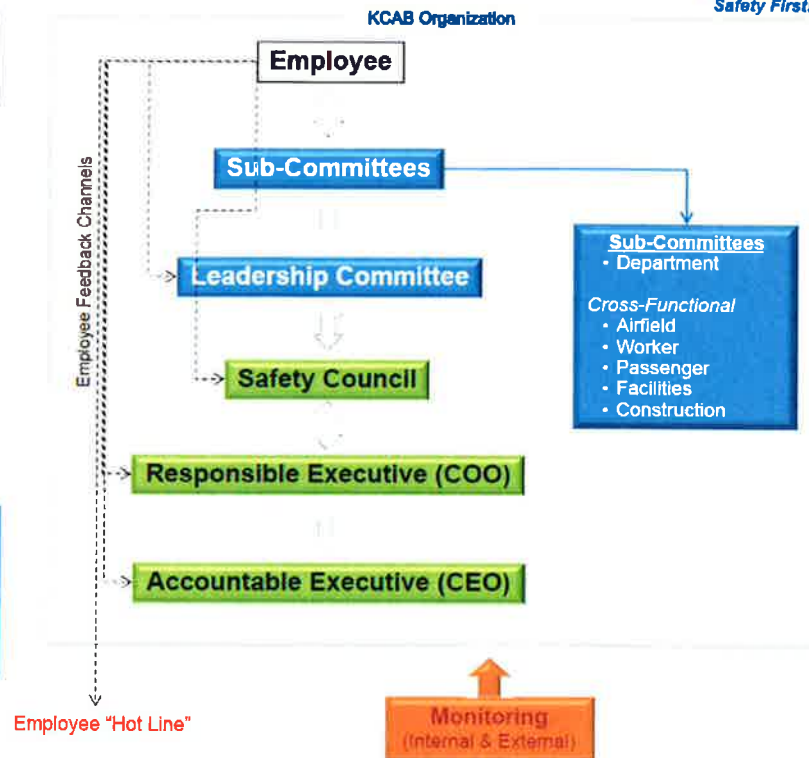 Safety First.
KCAB Organization
Employee
Employee Feedback Channels
Sub-Committees
Leadership Committee
Safety Council
Responsible Executive (COO)
Accountable Executive (CEO)
Sub-Committees
• Department
Cross-Functional
• Airfield
• Worker
• Passenger
• Facilities
• Construction
Employee “Hot Line”
Monitoring
(Internal & External)